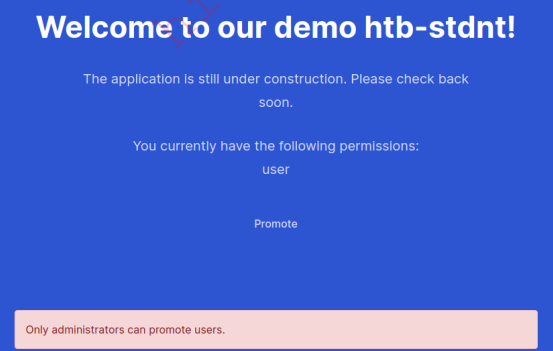 Welcome to our demo htb-stdnt!
The application is still under construction. Please check back
soon.
You currently have the following permissions:
user
Promote
Only administrators can promote users.